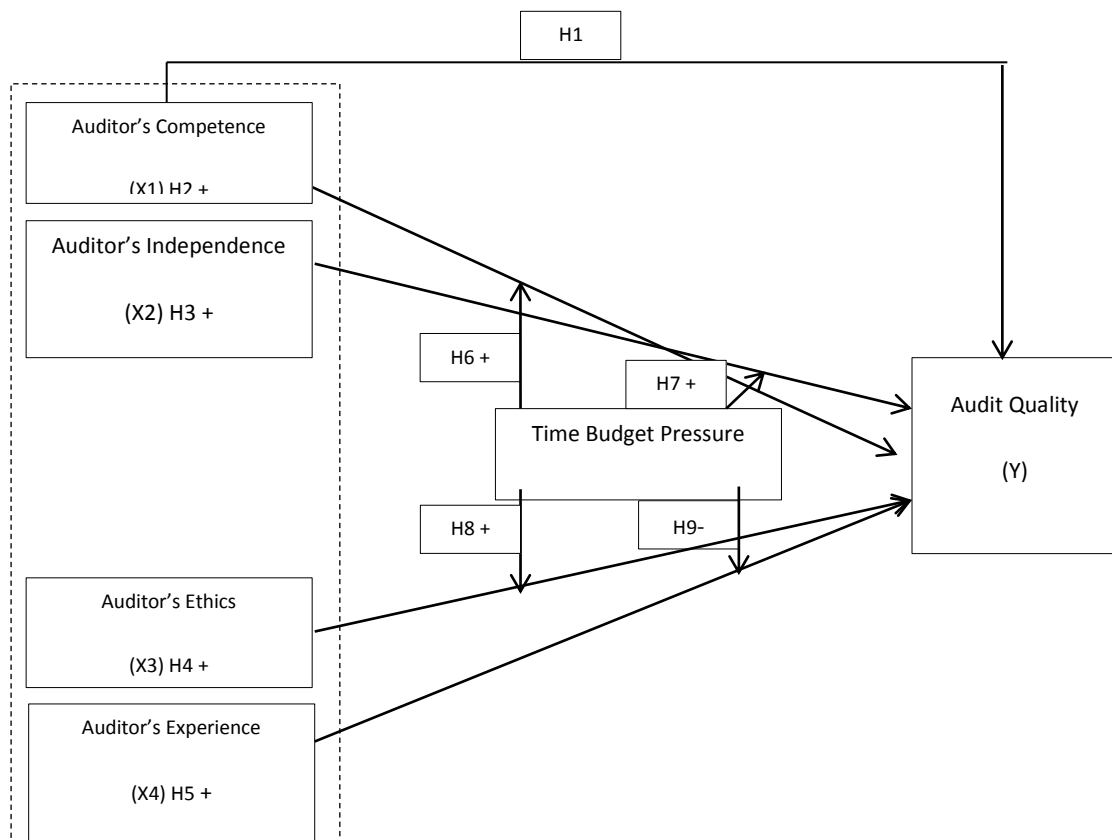 H1
Auditor’s Competence
(X1) H2 +
Auditor’s Independence
(X2) H3 +
H6 +
H7 +
Time Budget Pressure
Audit Quality
(Y)
H8 +
H9-
Auditor’s Ethics
(X3) H4 +
Auditor’s Experience
(X4) H5 +